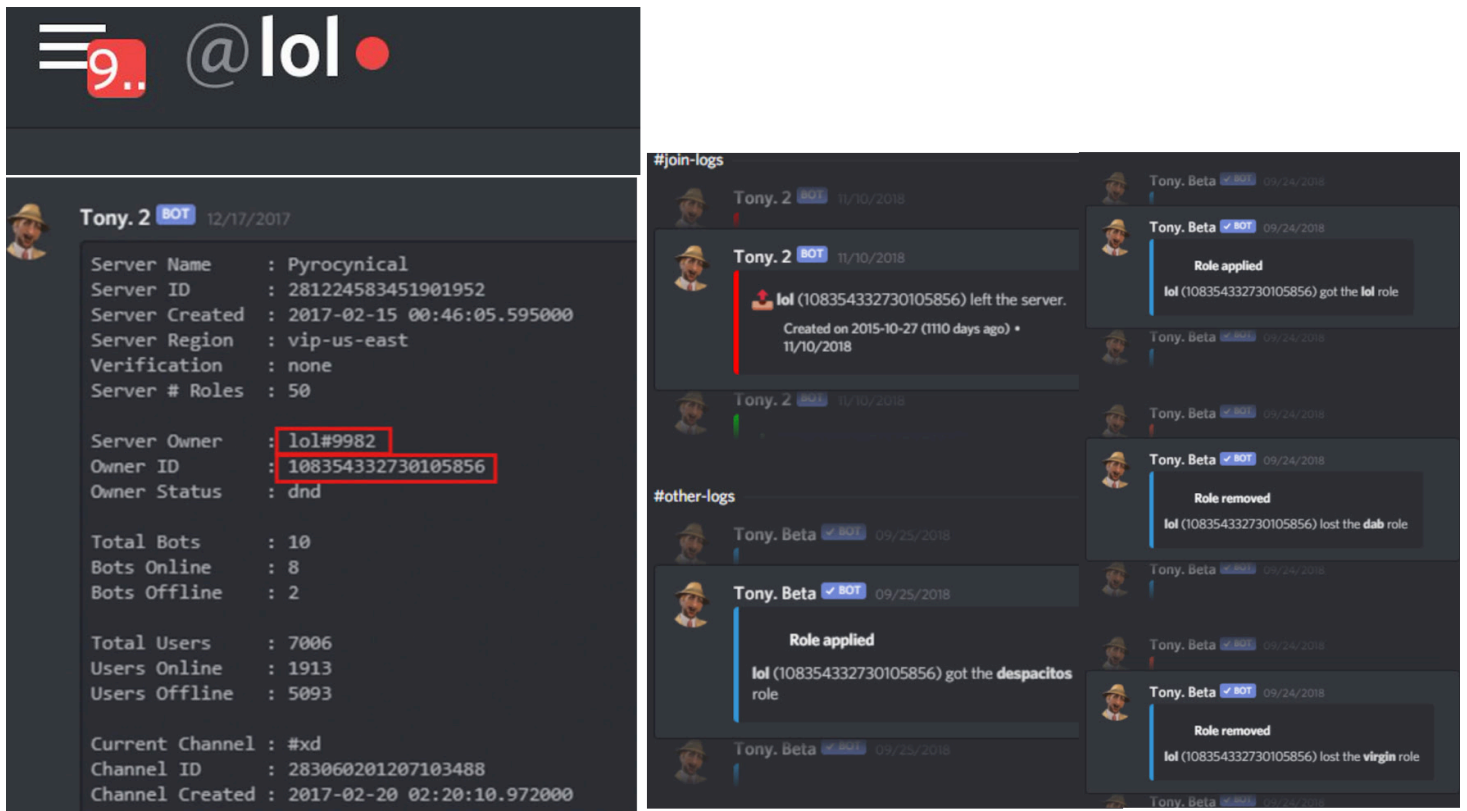 9..
@lol
Tony. 2 BOT 12/17/2017
Server Name : Pyrocynical
Server ID : 281224583451901952
Server Created : 2017-02-15 00:46:05.595000
Server Region : vip-us-east
Verification : none
Server # Roles : 50
Server Owner : lol#9982
Owner ID : 108354332730105856
Owner Status : dnd
Total Bots : 10
Bots Online : 8
Bots Offline : 2
Total Users : 7006
Users Online : 1913
Users Offline : 5093
Current Channel : #xd
Channel ID : 283060201207103488
Channel Created : 2017-02-20 02:20:10.972000
#join-logs
Tony. 2 BOT 11/10/2018
Tony. 2 BOT 11/10/2018
lol (108354332730105856) left the server.
Created on 2015-10-27 (1110 days ago) •
11/10/2018
Tony. 2 BOT 11/10/2018
#other-logs
Tony. Beta BOT 09/25/2018
Tony. Beta BOT 09/25/2018
Role applied
lol (108354332730105856) got the despacitos
role
Tony. Beta BOT 09/25/2018
Tony. Beta BOT 09/24/2018
Tony. Beta BOT 09/24/2018
Role applied
lol (108354332730105856) got the lol role
Tony. Beta BOT 09/24/2018
Tony. Beta BOT 09/24/2018
Tony. Beta BOT 09/24/2018
Role removed
lol (108354332730105856) lost the dab role
Tony. Beta BOT 09/24/2018
Tony. Beta BOT 09/24/2018
Tony. Beta BOT 09/24/2018
Role removed
lol (108354332730105856) lost the virgin role
Tony. Beta BOT 09/24/2018